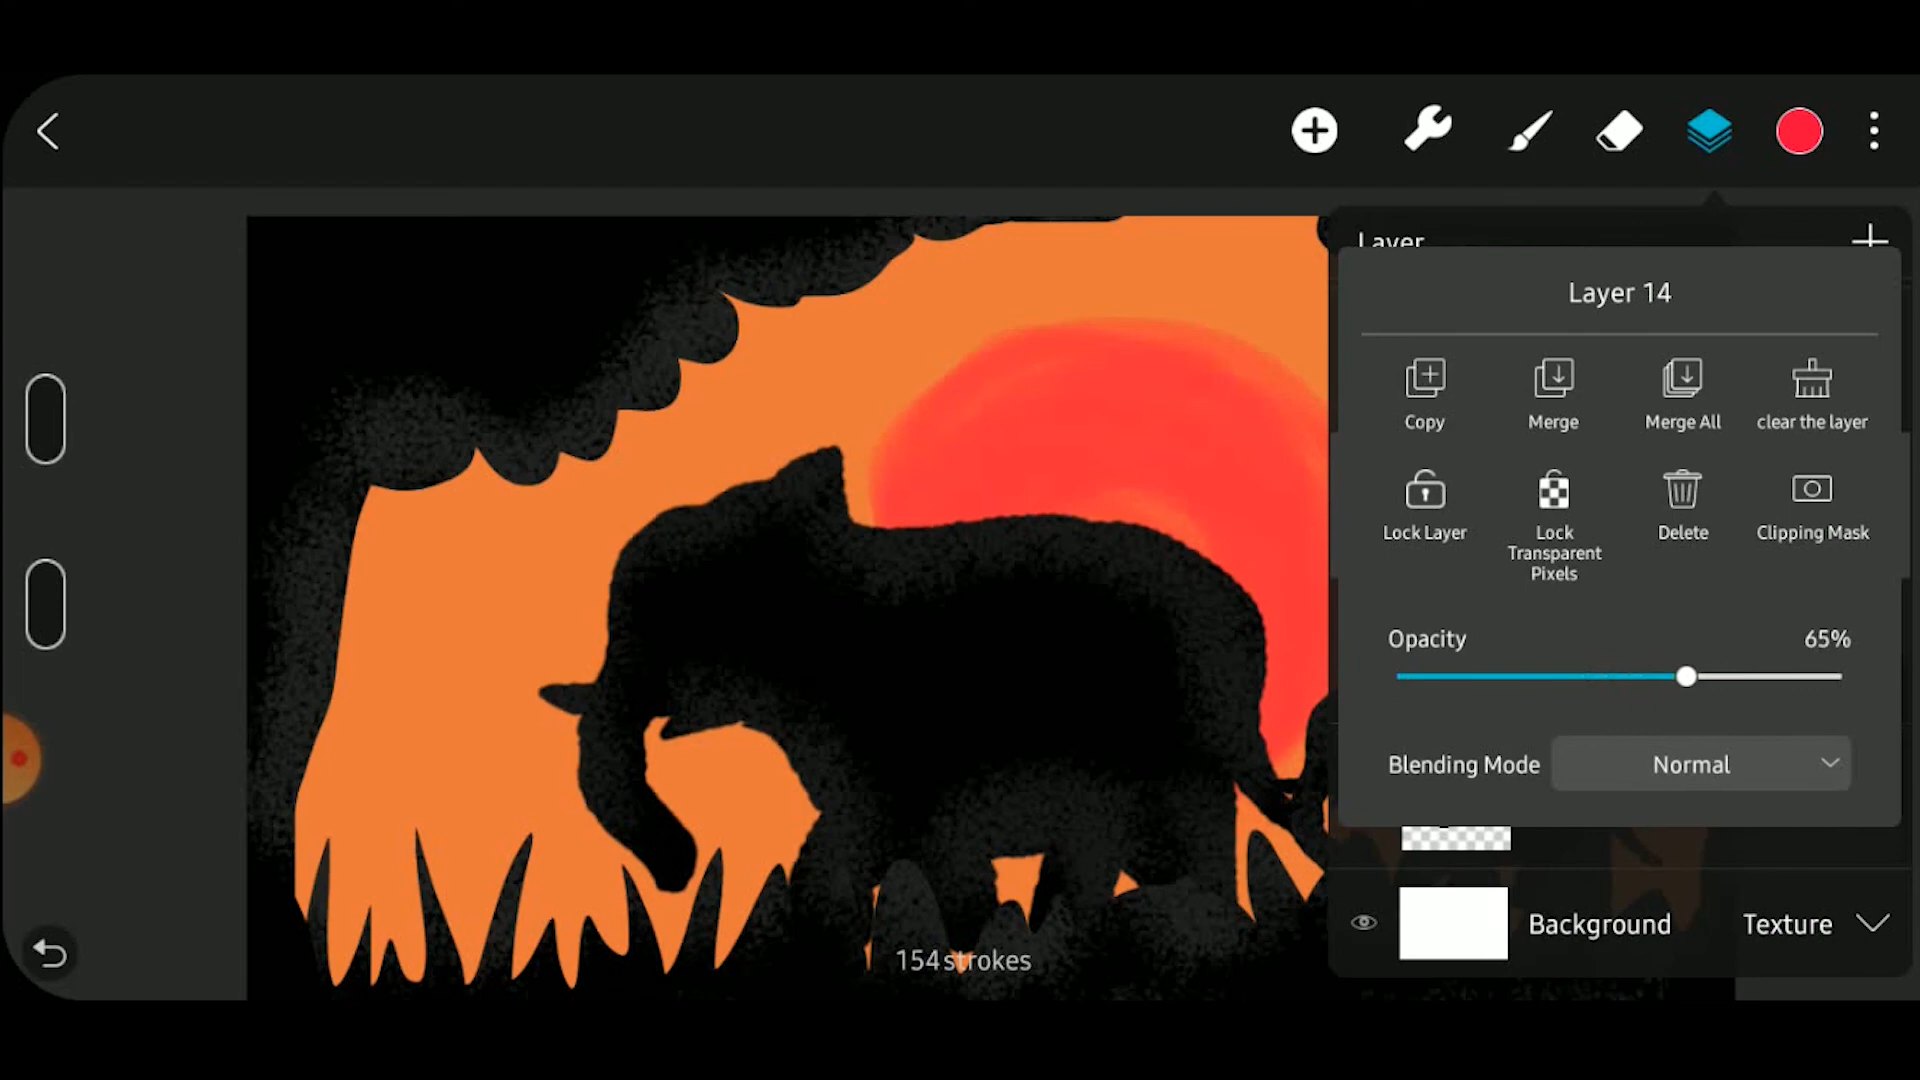 Layer
Layer 14
Copy
Merge
Merge All
clear the layer
Lock Layer
Lock
Transparent
Pixels
Delete
Clipping Mask
Opacity
65%
Blending Mode
Normal
Background
Texture
154 strokes